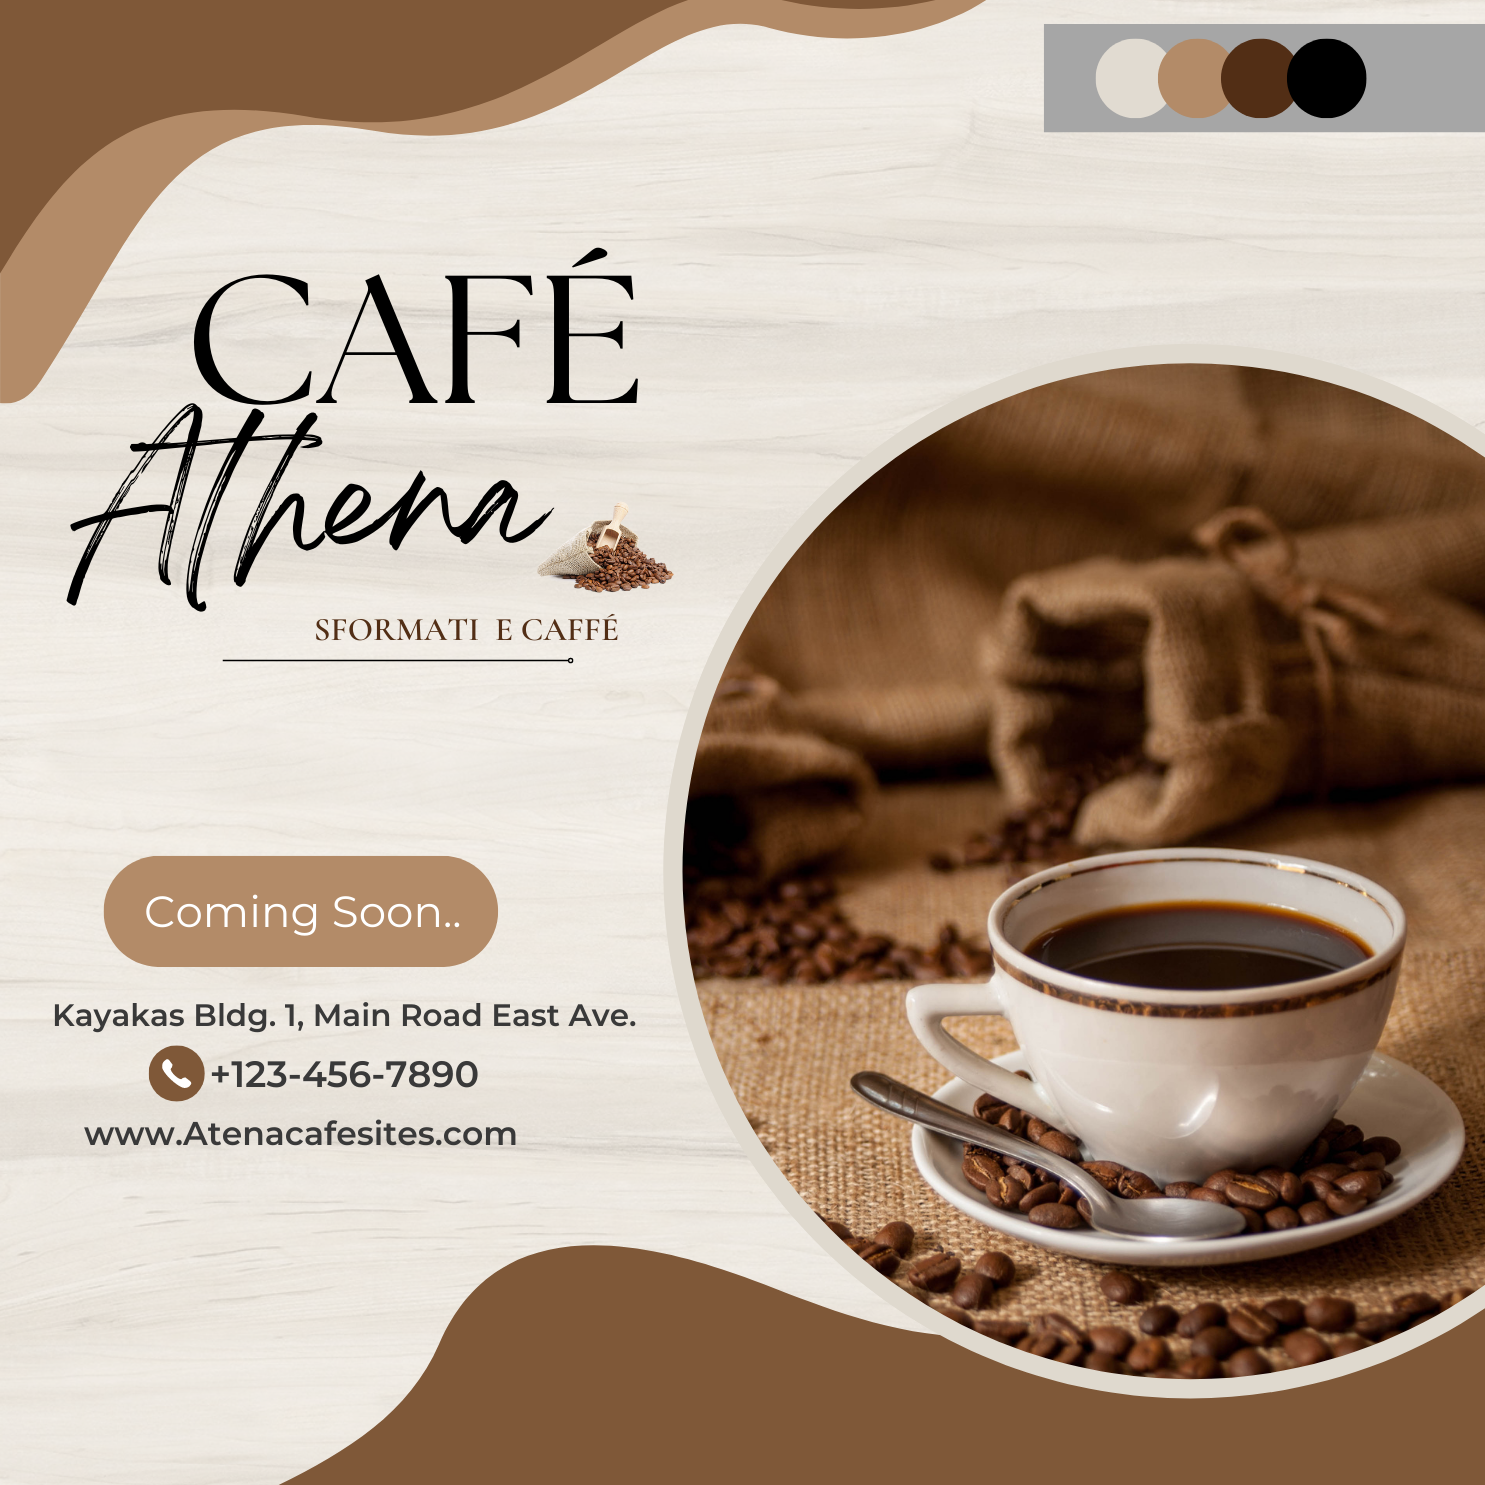 CAFÉ
Athena
SFORMATI E CAFFÉ
Coming Soon..
Kayakas Bldg. 1, Main Road East Ave.
+123-456-7890
www.Atenacafesites.com